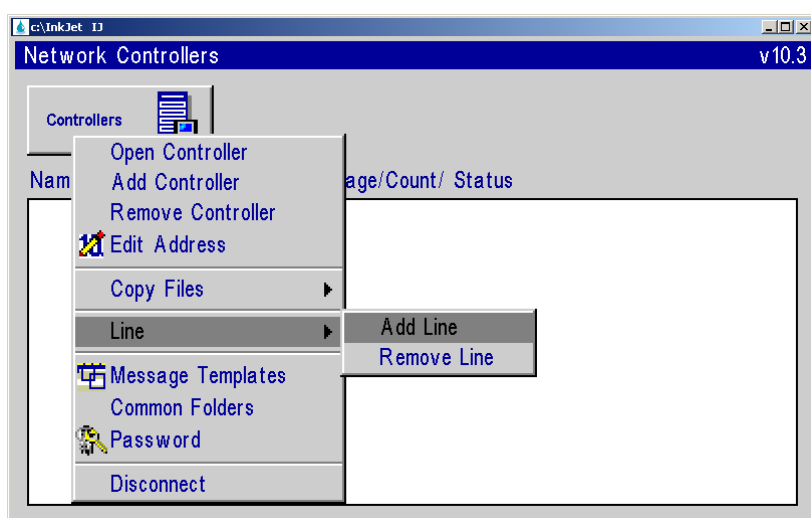 c:\InkJet IJ
Network Controllers v10.3
Controllers
Open Controller
Add Controller
Remove Controller
Edit Address
Copy Files
Line
Message Templates
Common Folders
Password
Disconnect
Add Line
Remove Line
Nam age/Count/ Status